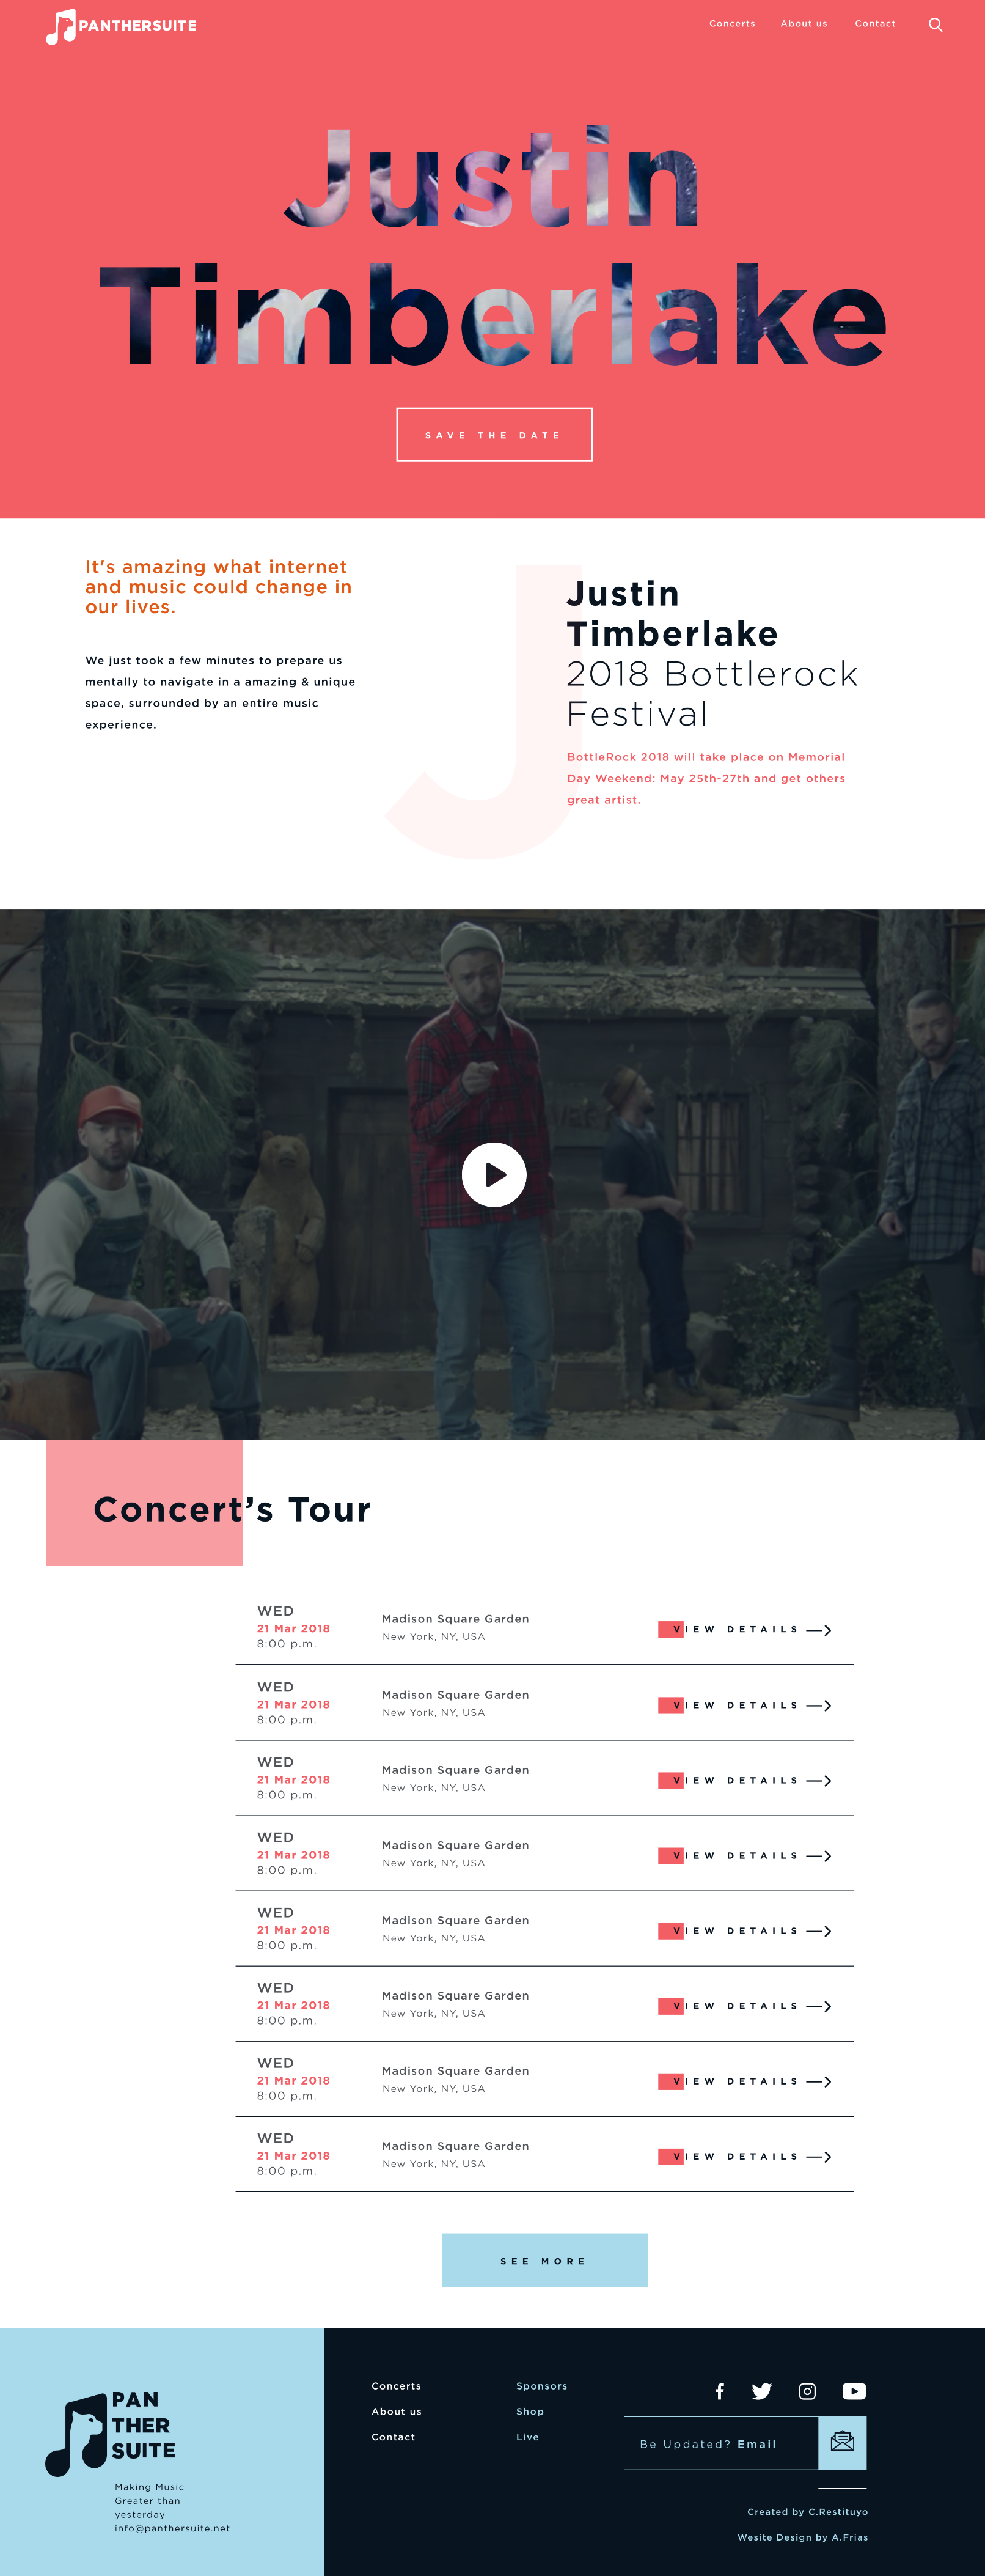 PANTHERSUITE
Concerts About us Contact
Justin
Timberlake
SAVE THE DATE
It's amazing what internet
and music could change in
our lives.
We just took a few minutes to prepare us
mentally to navigate in a amazing & unique
space, surrounded by an entire music
experience.
J
Justin
Timberlake
2018 Bottlerock
Festival
BottleRock 2018 will take place on Memorial
Day Weekend: May 25th-27th and get others
great artist.
Concert’s Tour
WED
21 Mar 2018
8:00 p.m.
Madison Square Garden
New York, NY, USA
VIEW DETAILS
WED
21 Mar 2018
8:00 p.m.
Madison Square Garden
New York, NY, USA
VIEW DETAILS
WED
21 Mar 2018
8:00 p.m.
Madison Square Garden
New York, NY, USA
VIEW DETAILS
WED
21 Mar 2018
8:00 p.m.
Madison Square Garden
New York, NY, USA
VIEW DETAILS
WED
21 Mar 2018
8:00 p.m.
Madison Square Garden
New York, NY, USA
VIEW DETAILS
WED
21 Mar 2018
8:00 p.m.
Madison Square Garden
New York, NY, USA
VIEW DETAILS
WED
21 Mar 2018
8:00 p.m.
Madison Square Garden
New York, NY, USA
VIEW DETAILS
WED
21 Mar 2018
8:00 p.m.
Madison Square Garden
New York, NY, USA
VIEW DETAILS
SEE MORE
PAN
THER
SUITE
Making Music
Greater than
yesterday
info@panthersuite.net
Concerts
About us
Contact
Sponsors
Shop
Live
Be Updated? Email
Created by C.Restituyo
Wesite Design by A.Frias